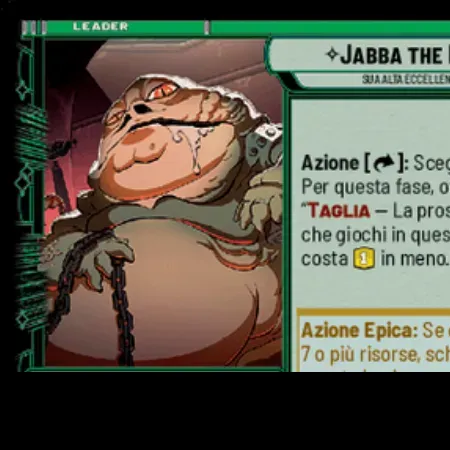 LEADER
JABBA THE
SUA ALTA ECCELLEN
Azione [ ]: Sceg
Per questa fase, o
"TAGLIA – La pros
che giochi in ques
costa 1 in meno.
Azione Epica: Se
7 o più risorse, sch